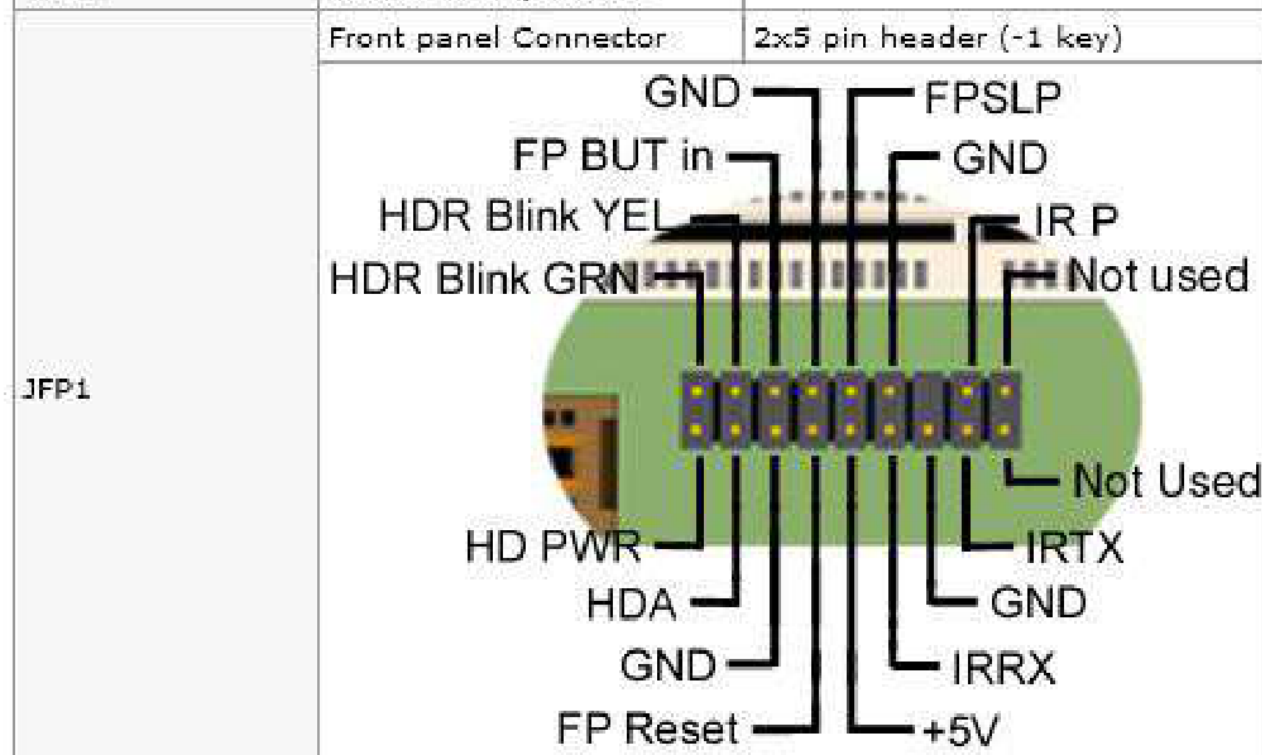 Front panel Connector 2x5 pin header (-1 key)
GND FPSLP
FP BUT in GND
HDR Blink YEL IR P
HDR Blink GRN Not used
JFP1
Not Used
HD PWR IRTX
HDA GND
GND IRRX
FP Reset +5V